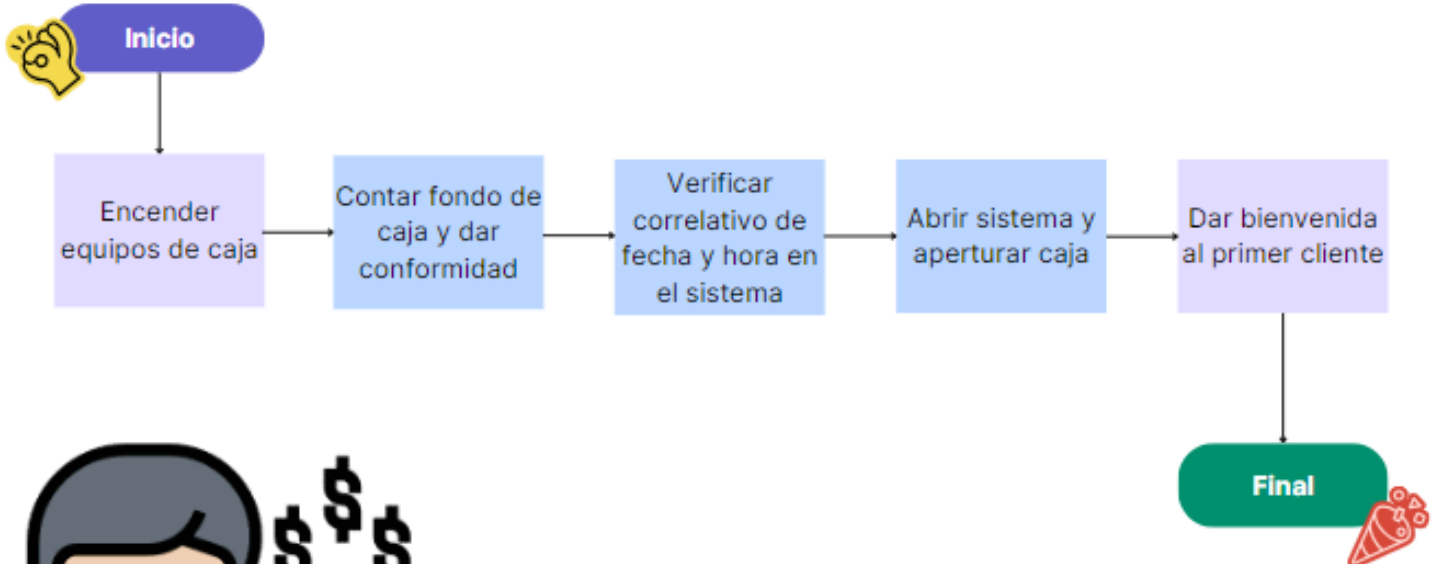 Inicio
Encender
equipos de caja
Contar fondo de
caja y dar
conformidad
Verificar
correlativo de
fecha y hora en
el sistema
Abrir sistema y
aperturar caja
Dar bienvenida
al primer cliente
Final
$
$ $